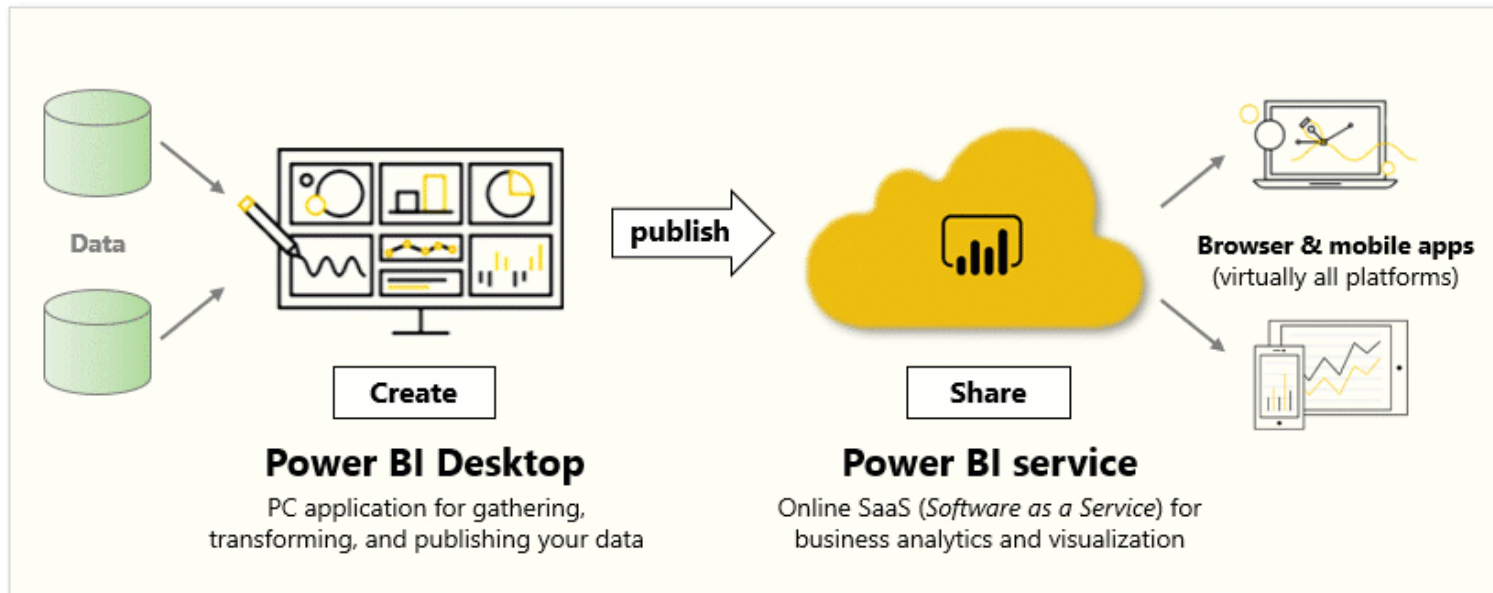 Data
publish
Browser & mobile apps
(virtually all platforms)
Create
Share
Power BI Desktop
PC application for gathering,
transforming, and publishing your data
Power BI service
Online SaaS (Software as a Service) for
business analytics and visualization